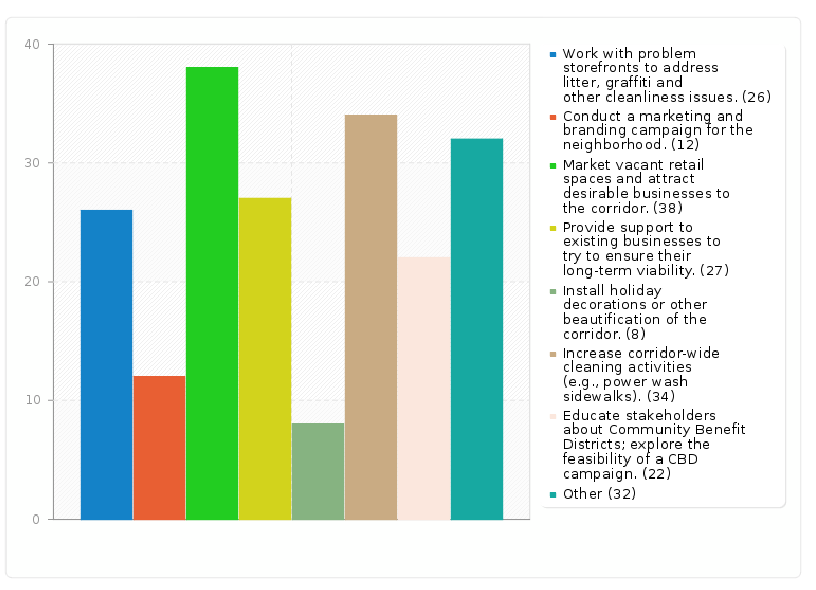 40
30
20
10
0
Work with problem
storefronts to address
litter, graffiti and
other cleanliness issues. (26)
Conduct a marketing and
branding campaign for the
neighborhood. (12)
Market vacant retail
spaces and attract
desirable businesses to
the corridor. (38)
Provide support to
existing businesses to
try to ensure their
long-term viability. (27)
Install holiday
decorations or other
beautification of the
corridor. (8)
Increase corridor-wide
cleaning activities
(e.g., power wash
sidewalks). (34)
Educate stakeholders
about Community Benefit
Districts; explore the
feasibility of a CBD
campaign. (22)
Other (32)